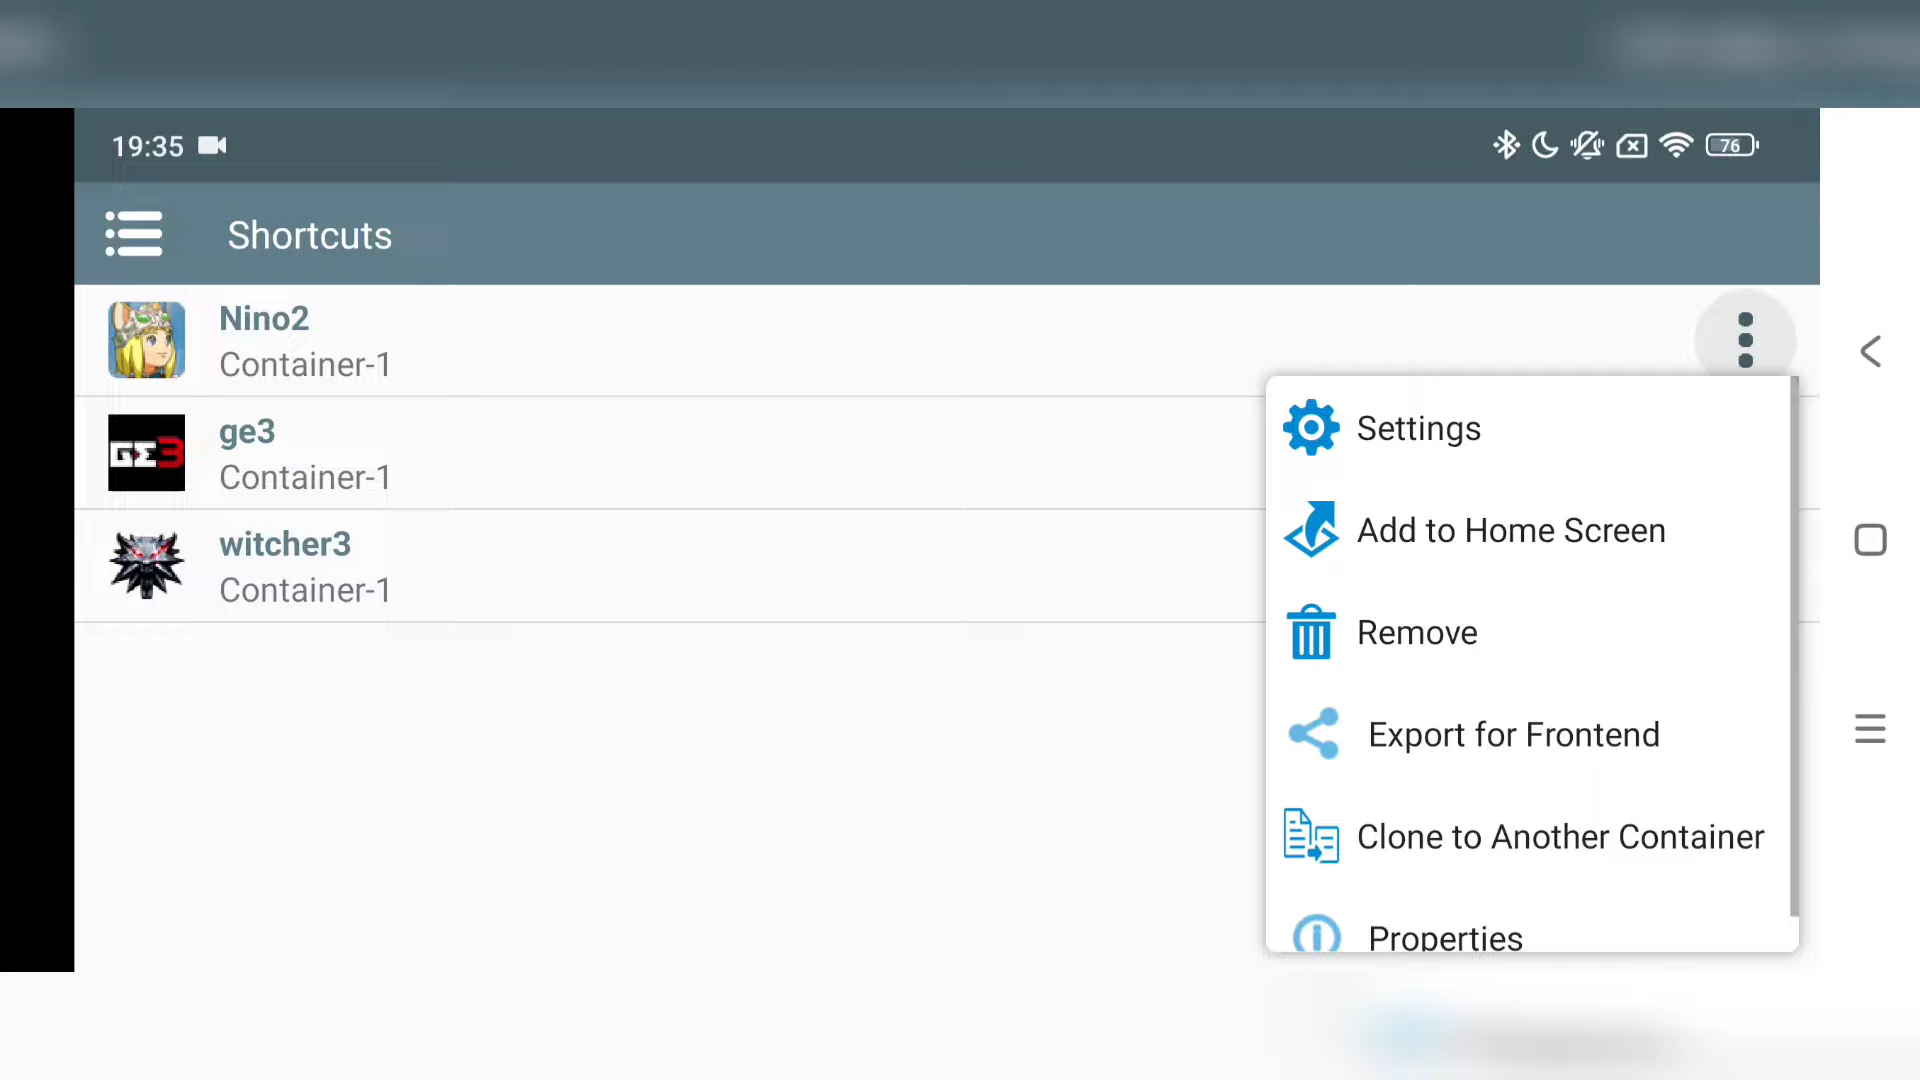 19:35
76
Shortcuts
Nino2
Container-1
GE3
ge3
Container-1
witcher3
Container-1
Settings
Add to Home Screen
Remove
Export for Frontend
Clone to Another Container
Properties